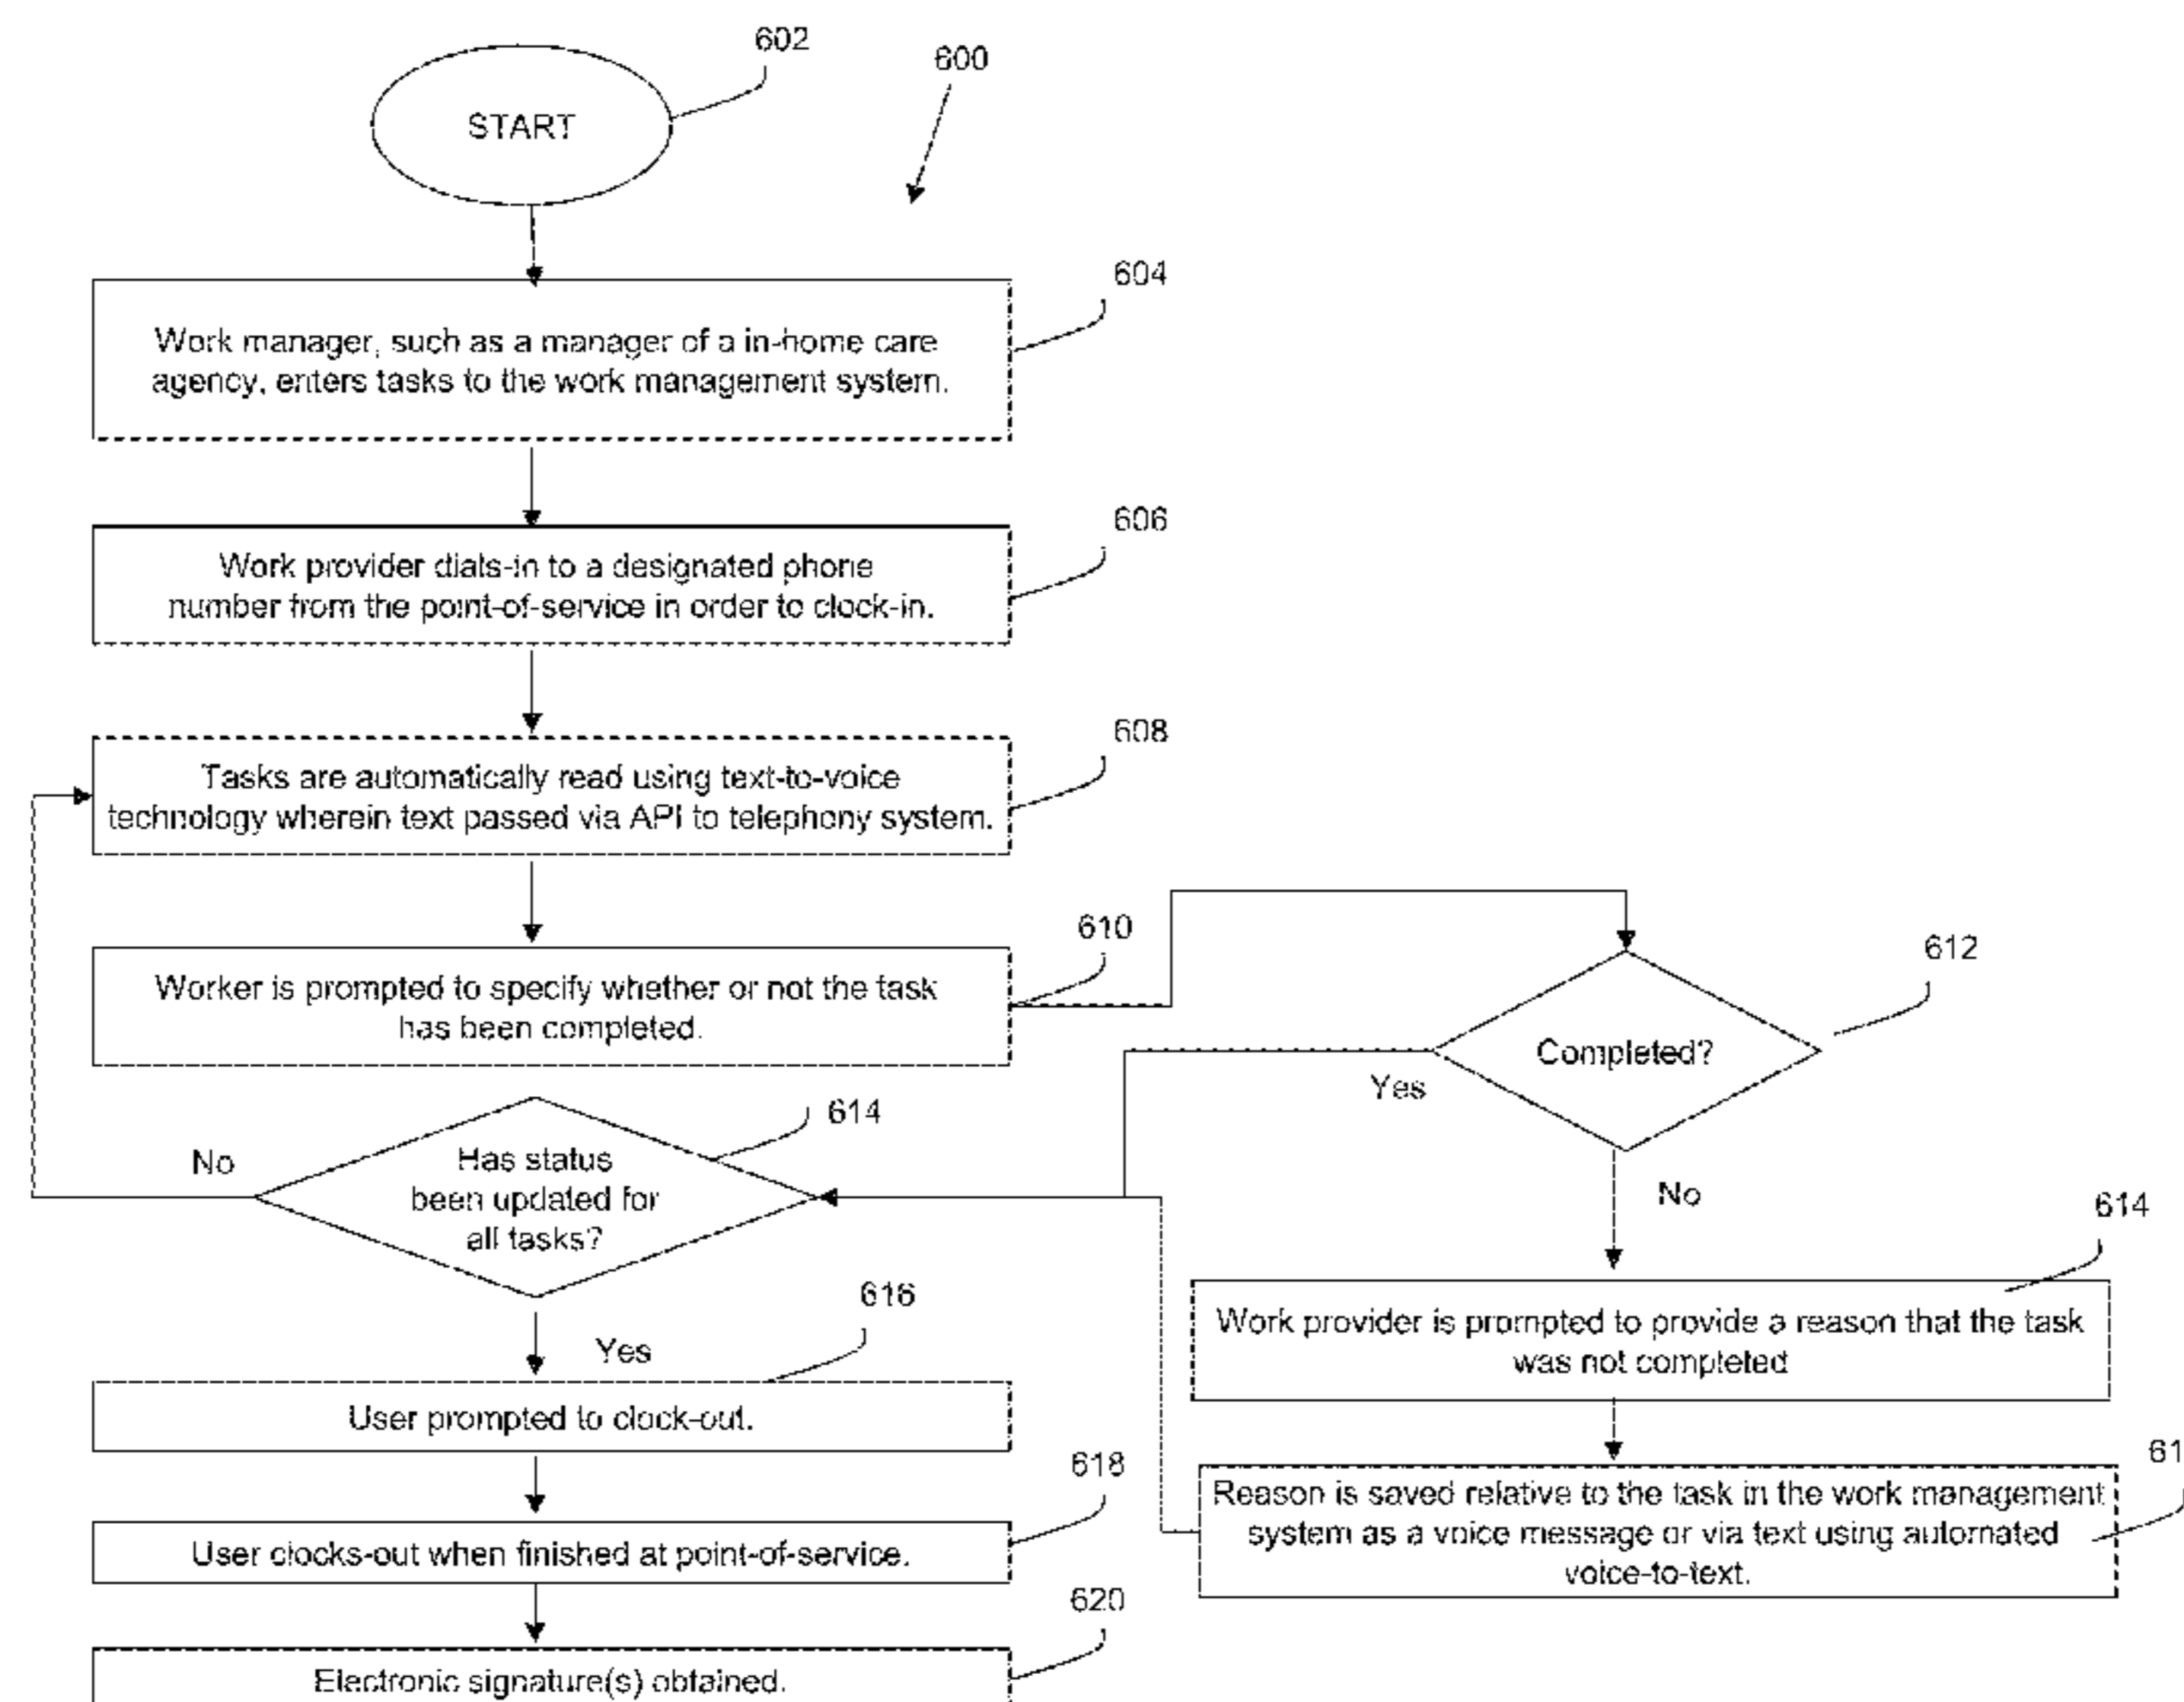 602
600
START
604
Work manager, such as a manager of a in-home care
agency, enters tasks to the work management system.
606
Work provider dials-in to a designated phone
number from the point-of-service in order to clock-in.
608
Tasks are automatically read using text-to-voice
technology wherein text passed via API to telephony system.
610
Worker is prompted to specify whether or not the task
has been completed.
612
Completed?
Yes
No
614
Has status
been updated for
all tasks?
No
Yes
614
Work provider is prompted to provide a reason that the task
was not completed
61
Reason is saved relative to the task in the work management
system as a voice message or via text using automated
voice-to-text.
616
User prompted to clock-out.
618
User clocks-out when finished at point-of-service.
620
Electronic signature(s) obtained.